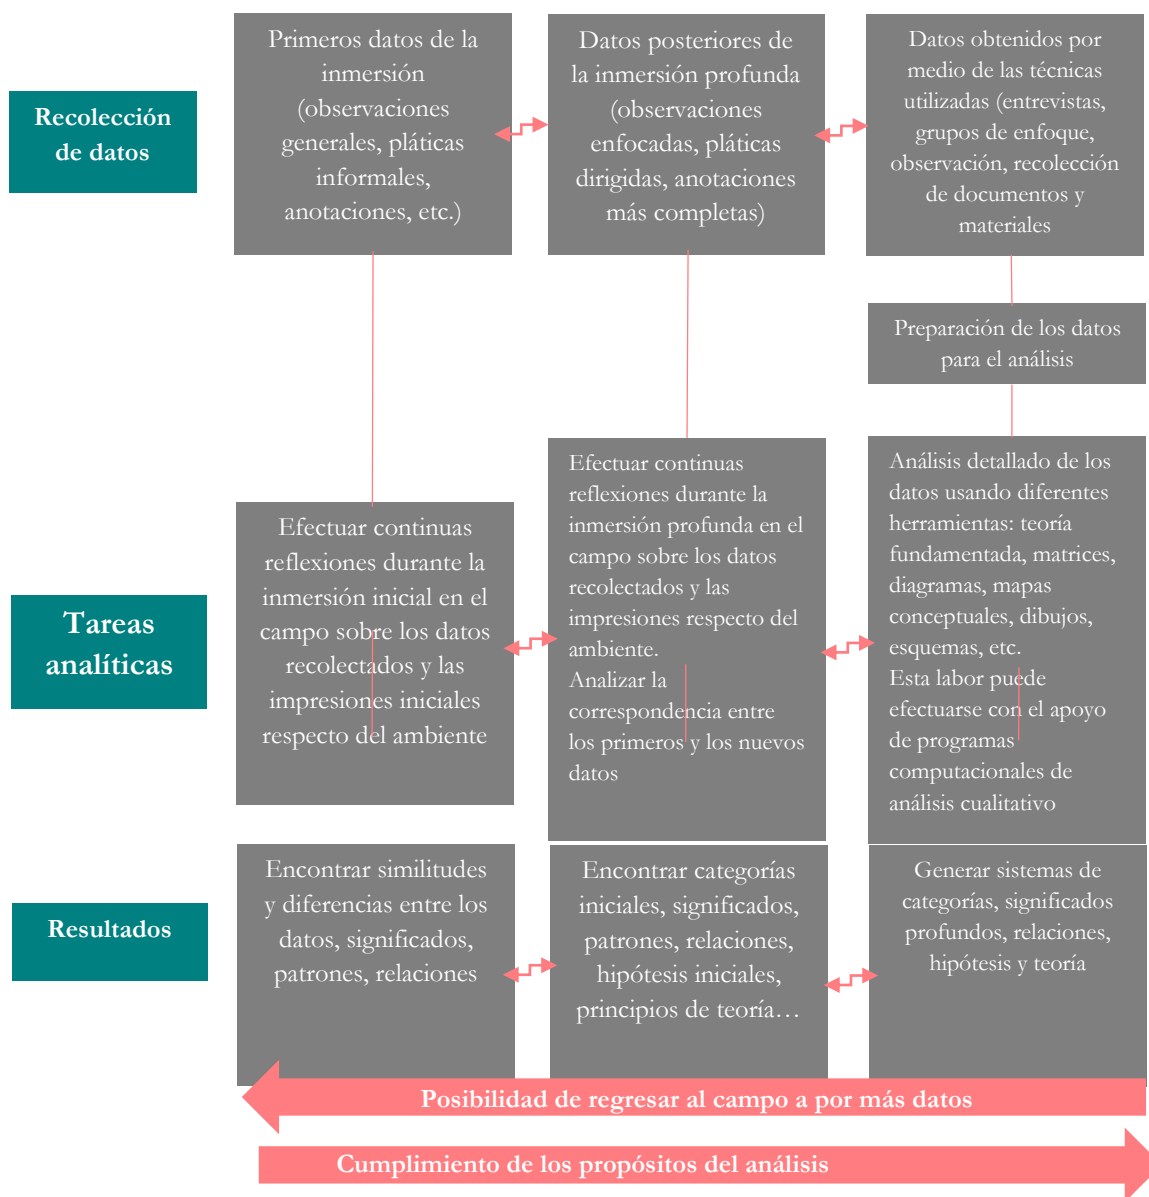 Recolección
de datos
Primeros datos de la
inmersión
(observaciones
generales, pláticas
informales,
anotaciones, etc.)
Datos posteriores de
la inmersión profunda
(observaciones
enfocadas, pláticas
dirigidas, anotaciones
más completas)
Datos obtenidos por
medio de las técnicas
utilizadas (entrevistas,
grupos de enfoque,
observación, recolección
de documentos y
materiales
Preparación de los datos
para el análisis
Tareas
analíticas
Efectuar continuas
reflexiones durante la
inmersión inicial en el
campo sobre los datos
recolectados y las
impresiones iniciales
respecto del ambiente
Efectuar continuas
reflexiones durante la
inmersión profunda en el
campo sobre los datos
recolectados y las
impresiones respecto del
ambiente.
Analizar la
correspondencia entre
los primeros y los nuevos
datos
Análisis detallado de los
datos usando diferentes
herramientas: teoría
fundamentada, matrices,
diagramas, mapas
conceptuales, dibujos,
esquemas, etc.
Esta labor puede
efectuarse con el apoyo
de programas
computacionales de
análisis cualitativo
Resultados
Encontrar similitudes
y diferencias entre los
datos, significados,
patrones, relaciones
Encontrar categorías
iniciales, significados,
patrones, relaciones,
hipótesis iniciales,
principios de teoría…
Generar sistemas de
categorías, significados
profundos, relaciones,
hipótesis y teoría
Posibilidad de regresar al campo a por más datos
Cumplimiento de los propósitos del análisis